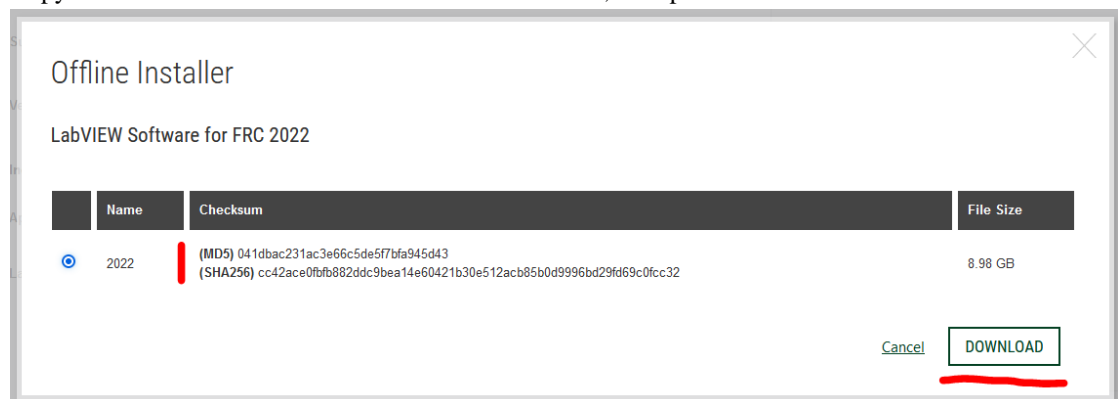 Offline Installer
LabVIEW Software for FRC 2022
Name Checksum File Size
2022 (MD5) 041dbac231ac3e66c5de5f7bfa945d43 8.98 GB
(SHA256) cc42ace0fbfb882ddc9bea14e60421b30e512acb85b0d9996bd29fd69c0fcc32
Cancel DOWNLOAD